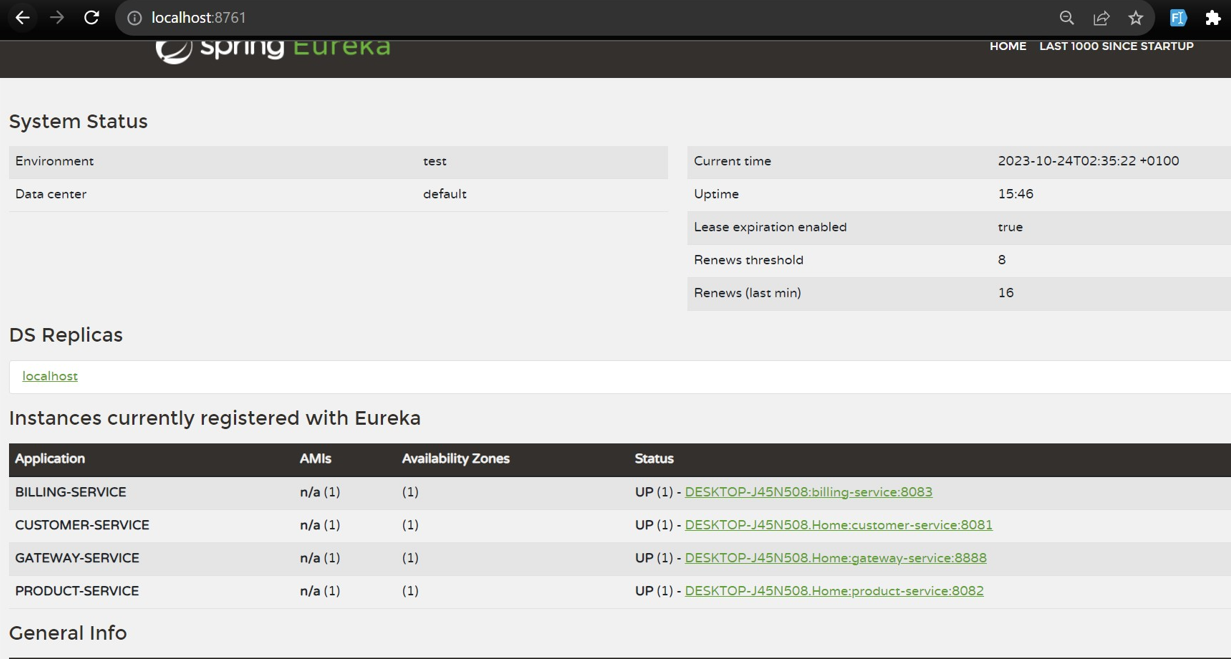 localhost:8761
spring Eureka
HOME LAST 1000 SINCE STARTUP
System Status
Environment test
Data center default
Current time 2023-10-24T02:35:22 +0100
Uptime 15:46
Lease expiration enabled true
Renews threshold 8
Renews (last min) 16
DS Replicas
localhost
Instances currently registered with Eureka
Application AMIs Availability Zones Status
BILLING-SERVICE n/a (1) (1) UP (1) - DESKTOP-J45N508:billing-service:8083
CUSTOMER-SERVICE n/a (1) (1) UP (1) - DESKTOP-J45N508.Home:customer-service:8081
GATEWAY-SERVICE n/a (1) (1) UP (1) - DESKTOP-J45N508.Home:gateway-service:8888
PRODUCT-SERVICE n/a (1) (1) UP (1) - DESKTOP-J45N508.Home:product-service:8082
General Info